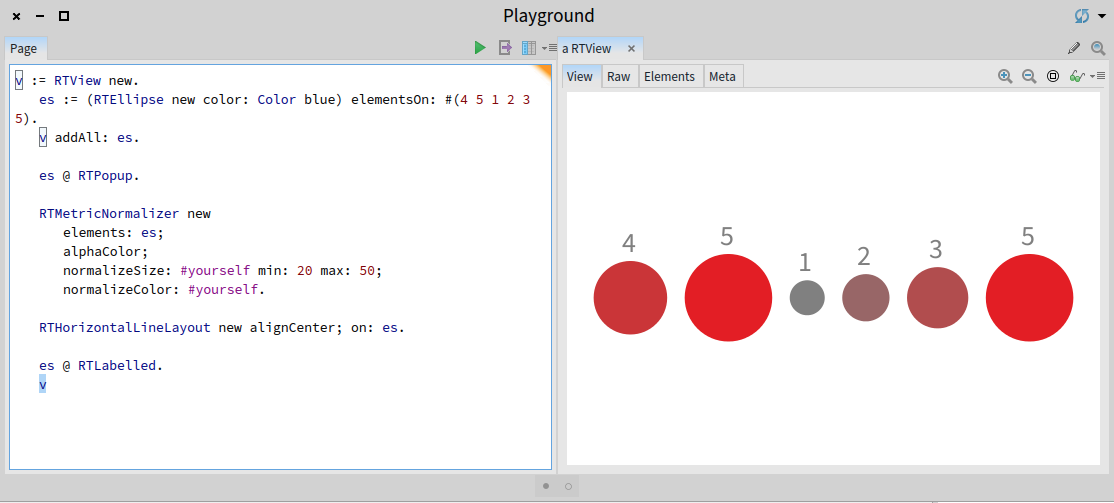 Playground
Page
a RTView
v := RTView new.
es := (RTEllipse new color: Color blue) elementsOn: #(4 5 1 2 3
5).
v addAll: es.
es @ RTPopup.
RTMetricNormalizer new
elements: es;
alphaColor;
normalizeSize: #yourself min: 20 max: 50;
normalizeColor: #yourself.
RTHorizontalLineLayout new alignCenter; on: es.
es @ RTLabelled.
v
View Raw Elements Meta
4 5 1 2 3 5